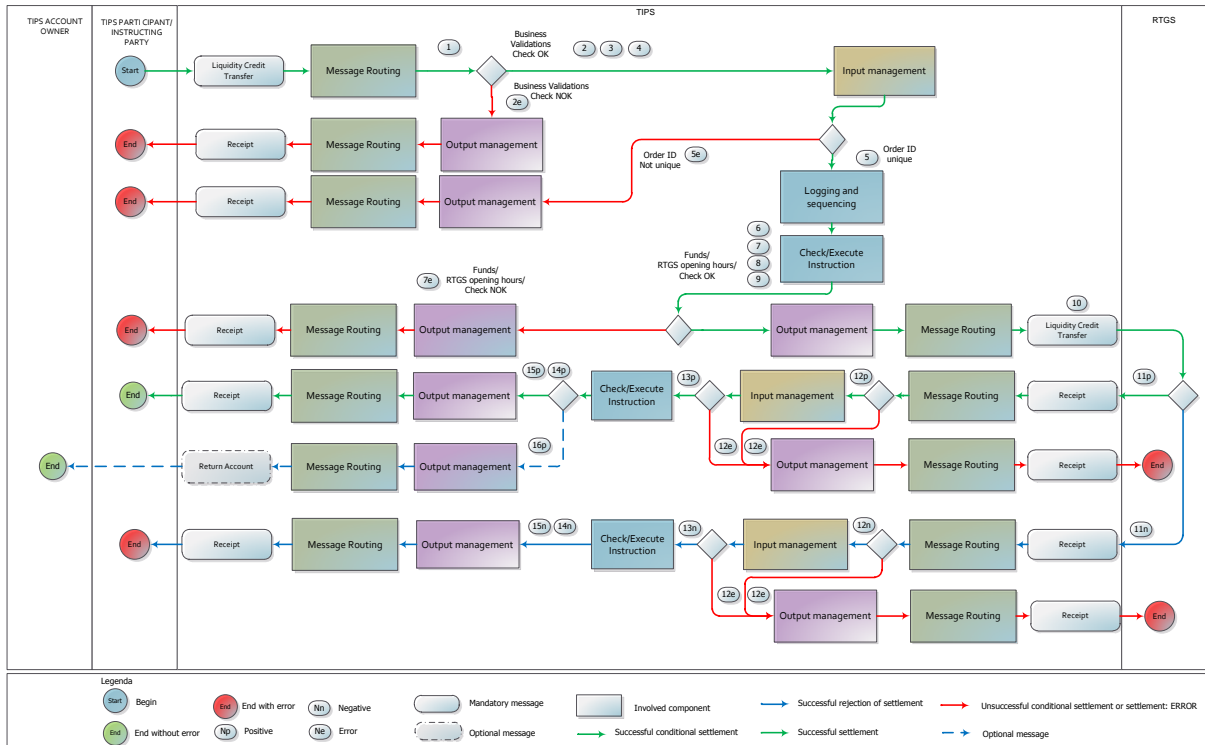 TIPS ACCOUNT
OWNER
TIPS PARTI CIPANT/
INSTRUCTING
PARTY
TIPS
RTGS
Start
Liquidity Credit
Transfer
Message Routing
1
Business
Validations
Check OK
2
3
4
Input management
Business Validations
Check NOK
2e
End
Receipt
Message Routing
Output management
Order ID
Not unique
5e
5
Order ID
unique
End
Receipt
Message Routing
Output management
Logging and
sequencing
6
7
8
9
Check/Execute
Instruction
Funds/
RTGS opening hours/
Check OK
7e
Funds/
RTGS opening hours/
Check NOK
10
End
Receipt
Message Routing
Output management
Output management
Message Routing
Liquidity Credit
Transfer
15p
14p
13p
12p
11p
End
Receipt
Message Routing
Output management
Check/Execute
Instruction
Input management
Message Routing
Receipt
16p
12e
12e
End
Return Account
Message Routing
Output management
Output management
Message Routing
Receipt
End
15n
14n
13n
12n
11n
End
Receipt
Message Routing
Output management
Check/Execute
Instruction
Input management
Message Routing
Receipt
12e
12e
Output management
Message Routing
Receipt
End
Legenda
Start
Begin
End
End with error
Nn
Negative
Mandatory message
Involved component
Successful rejection of settlement
Unsuccessful conditional settlement or settlement: ERROR
End
End without error
Np
Positive
Ne
Error
Optional message
Successful conditional settlement
Successful settlement
Optional message